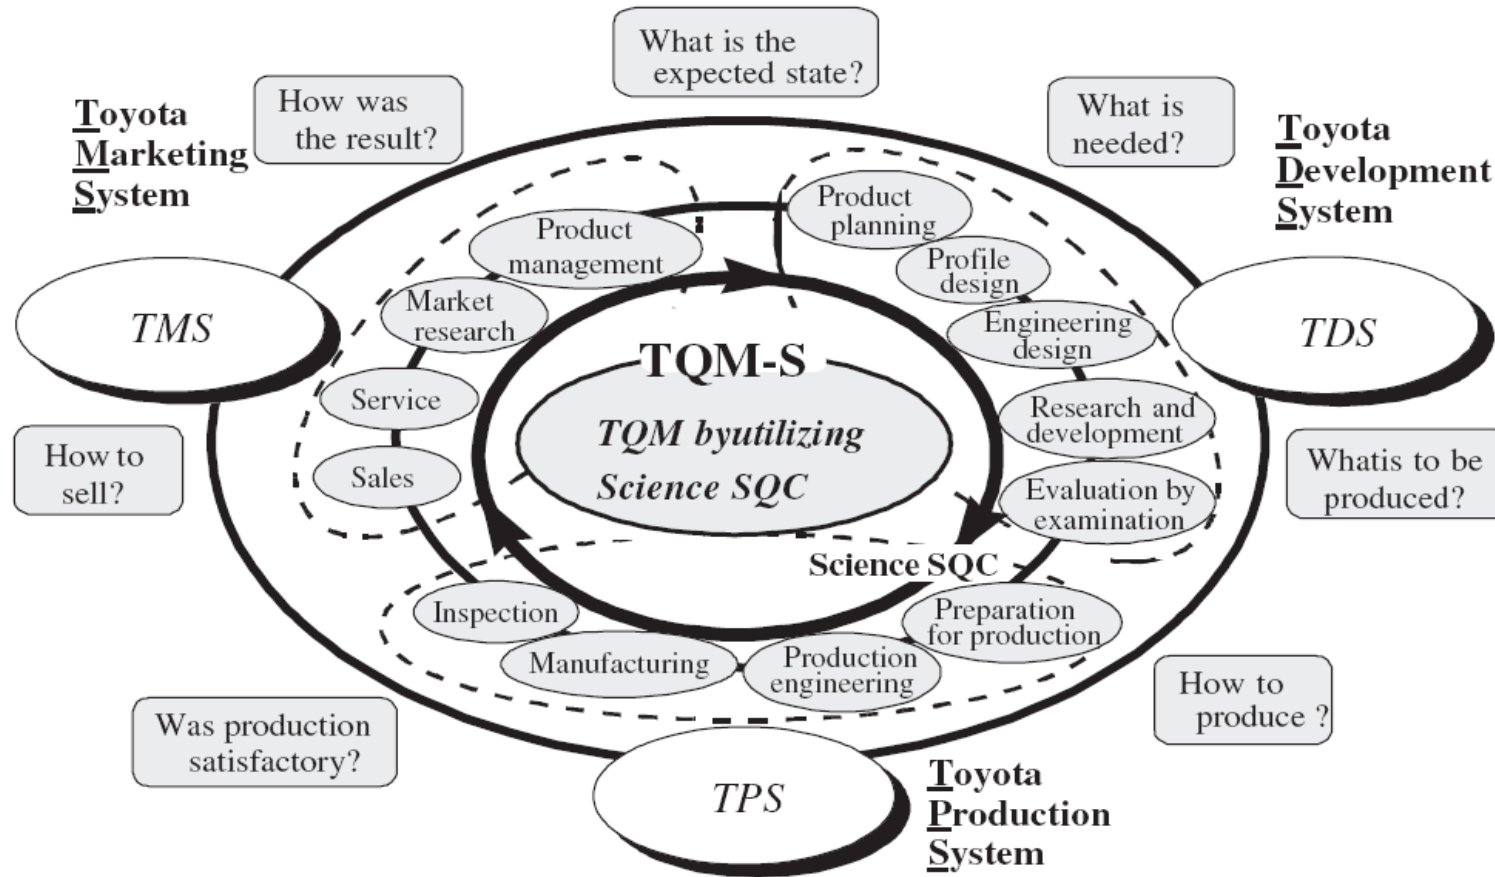 What is the
expected state?
How was
the result?
What is
needed?
Toyota
Marketing
System
Toyota
Development
System
Product
planning
Product
management
Profile
design
Market
research
Engineering
design
TMS
TDS
TQM-S
Service
Research and
development
TQM byutilizing
Science SQC
How to
sell?
Sales
Whatis to be
produced?
Evaluation by
examination
Science SQC
Inspection
Preparation
for production
Manufacturing
Production
engineering
How to
produce ?
Was production
satisfactory?
TPS
Toyota
Production
System